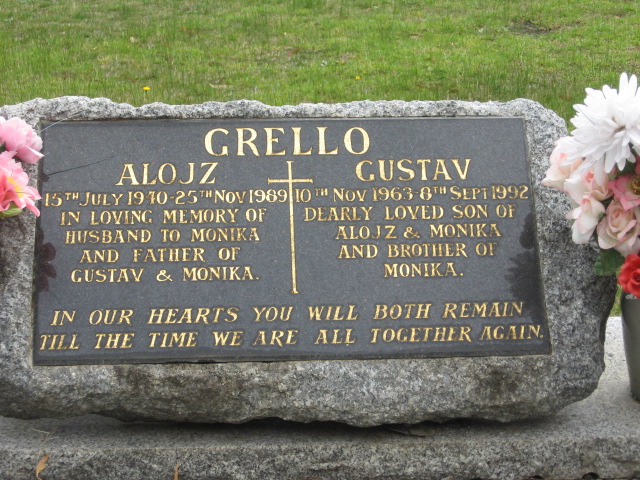 GRELLO
ALOJZ
15TH JULY 1940-25TH NOV 1989
IN LOVING MEMORY OF
HUSBAND TO MONIKA
AND FATHER OF
GUSTAV & MONIKA.
GUSTAV
10TH NOV 1963-8TH SEPT 1992
DEARLY LOVED SON OF
ALOJZ & MONIKA
AND BROTHER OF
MONIKA.
IN OUR HEARTS YOU WILL BOTH REMAIN
TILL THE TIME WE ARE ALL TOGETHER AGAIN.